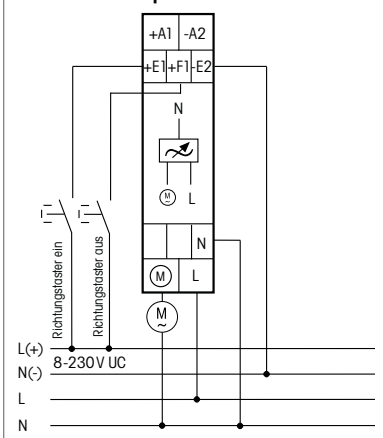 +A1 -A2
+E1 +F1 -E2
N
M L
N
M L
M
~
Richtungstaster ein
Richtungstaster aus
L(+)
8-230V UC
N(-)
L
N